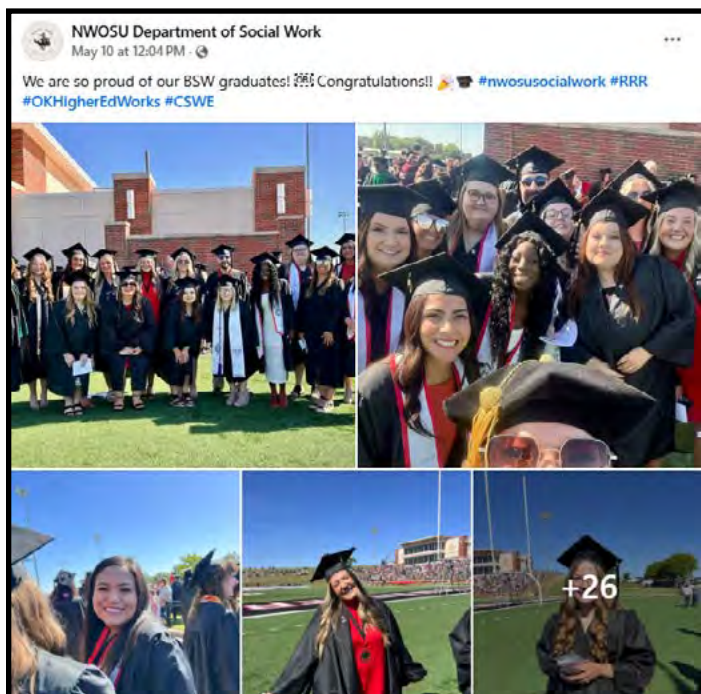 NWOSU Department of Social Work
May 10 at 12:04 PM ·
We are so proud of our BSW graduates! Congratulations!! #nwosusocialwork #RRR
#OKHigherEdWorks #CSWE
+26